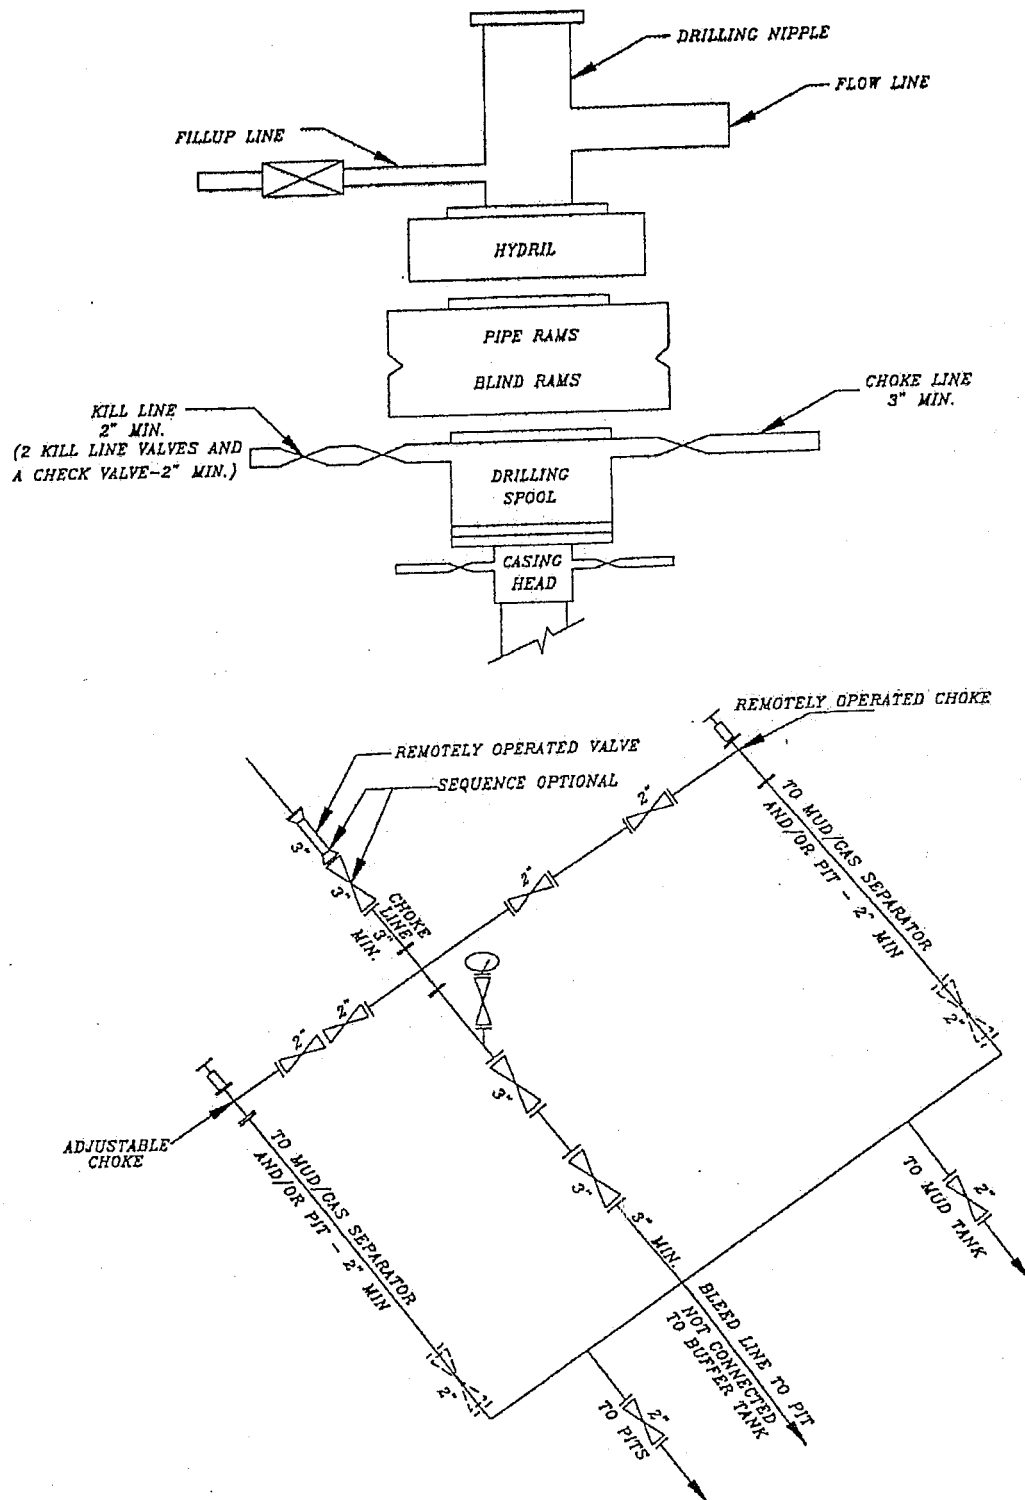 DRILLING NIPPLE
FLOW LINE
FILLUP LINE
HYDRIL
PIPE RAMS
BLIND RAMS
CHOKE LINE
3" MIN.
KILL LINE
2" MIN.
(2 KILL LINE VALVES AND
A CHECK VALVE-2" MIN.)
DRILLING
SPOOL
CASING
HEAD
REMOTELY OPERATED CHOKE
REMOTELY OPERATED VALVE
SEQUENCE OPTIONAL
3"
3"
CHOKE
LINE
3"
MIN.
2"
2"
TO MUD/GAS SEPARATOR
AND/OR PIT - 2" MIN
2"
2"
2"
3"
3"
3" MIN.
ADJUSTABLE
CHOKE
TO MUD/GAS SEPARATOR
AND/OR PIT - 2" MIN
2"
2"
TO MUD TANK
BLEED LINE TO PIT
NOT CONNECTED
TO BUFFER TANK
2"
TO PITS